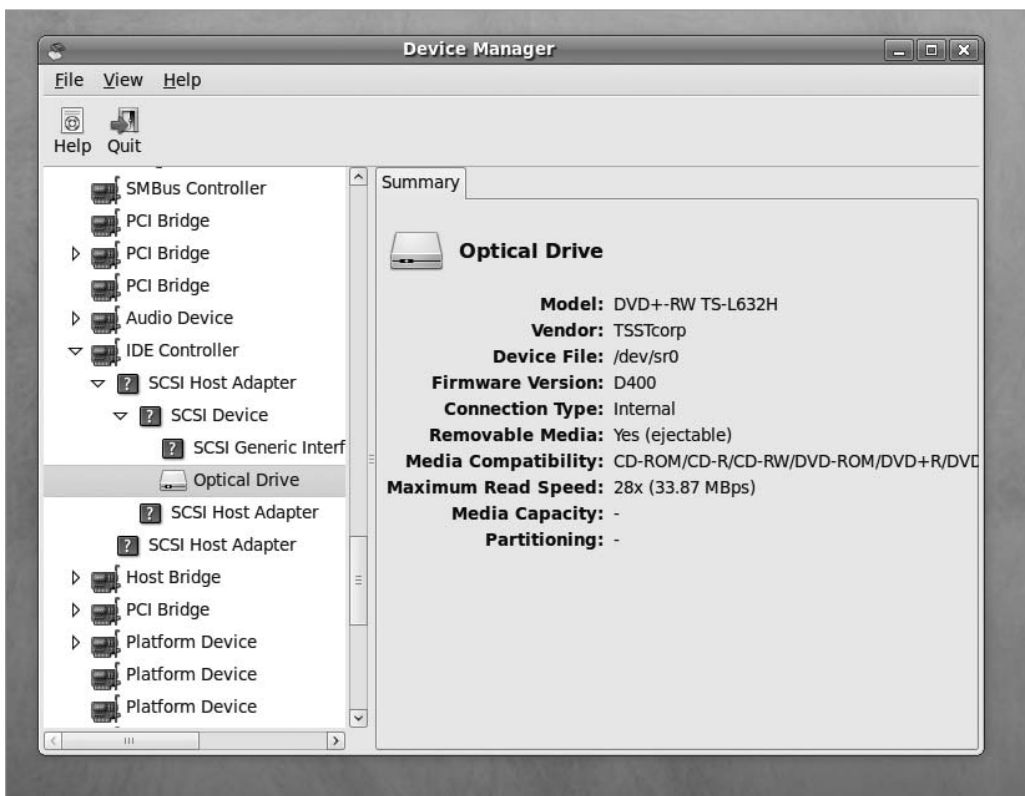 Device Manager
File View Help
Help Quit
SMBus Controller
PCI Bridge
PCI Bridge
PCI Bridge
Audio Device
IDE Controller
SCSI Host Adapter
SCSI Device
SCSI Generic Interf
Optical Drive
SCSI Host Adapter
SCSI Host Adapter
Host Bridge
PCI Bridge
Platform Device
Platform Device
Platform Device
Summary
Optical Drive
Model: DVD+-RW TS-L632H
Vendor: TSSTcorp
Device File: /dev/sr0
Firmware Version: D400
Connection Type: Internal
Removable Media: Yes (ejectable)
Media Compatibility: CD-ROM/CD-R/CD-RW/DVD-ROM/DVD+R/DVD
Maximum Read Speed: 28x (33.87 MBps)
Media Capacity: -
Partitioning: -